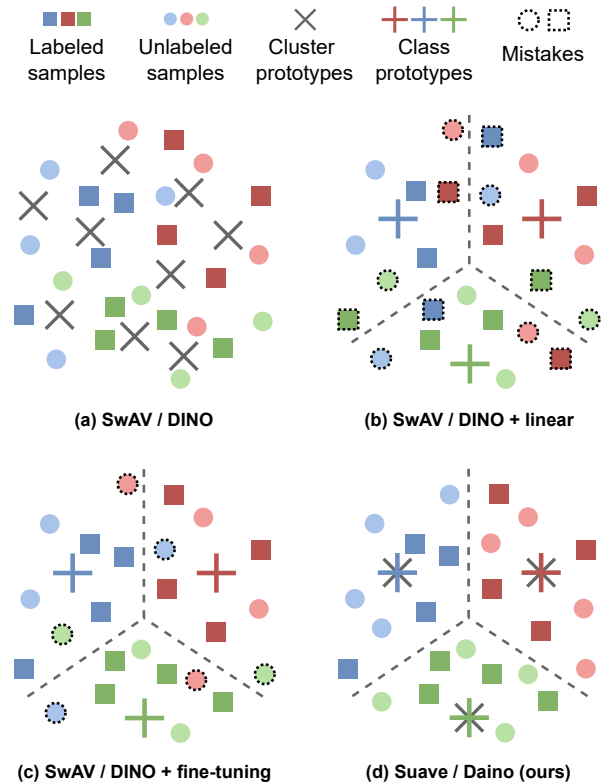 Labeled samples
Unlabeled samples
Cluster prototypes
Class prototypes
Mistakes
(a) SwAV / DINO
(b) SwAV / DINO + linear
(c) SwAV / DINO + fine-tuning
(d) Suave / Daino (ours)